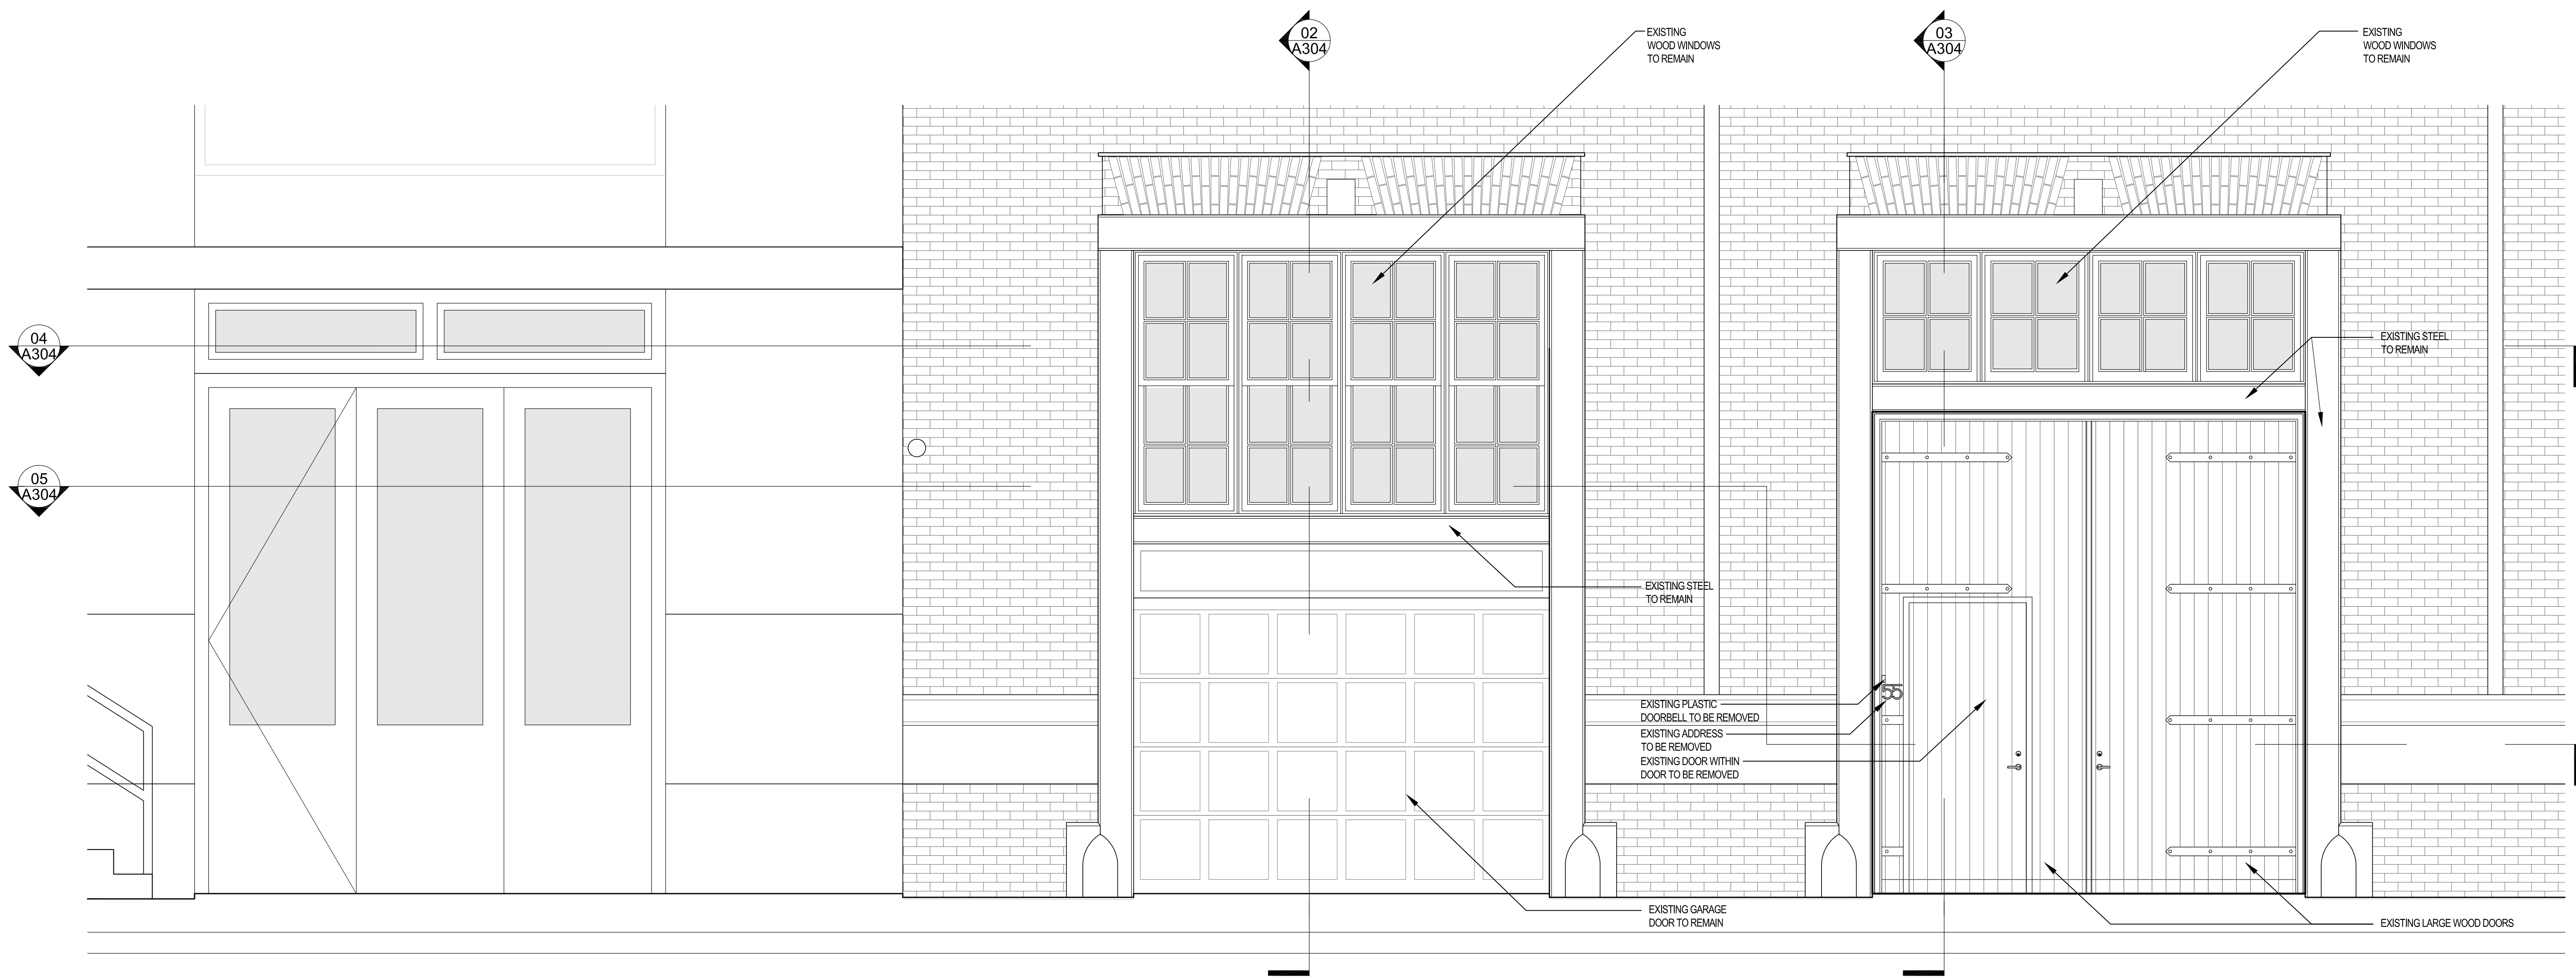 02
A304
03
A304
EXISTING
WOOD WINDOWS
TO REMAIN
EXISTING
WOOD WINDOWS
TO REMAIN
04
A304
EXISTING STEEL
TO REMAIN
05
A304
EXISTING STEEL
TO REMAIN
55
EXISTING PLASTIC
DOORBELL TO BE REMOVED
EXISTING ADDRESS
TO BE REMOVED
EXISTING DOOR WITHIN
DOOR TO BE REMOVED
EXISTING GARAGE
DOOR TO REMAIN
EXISTING LARGE WOOD DOORS